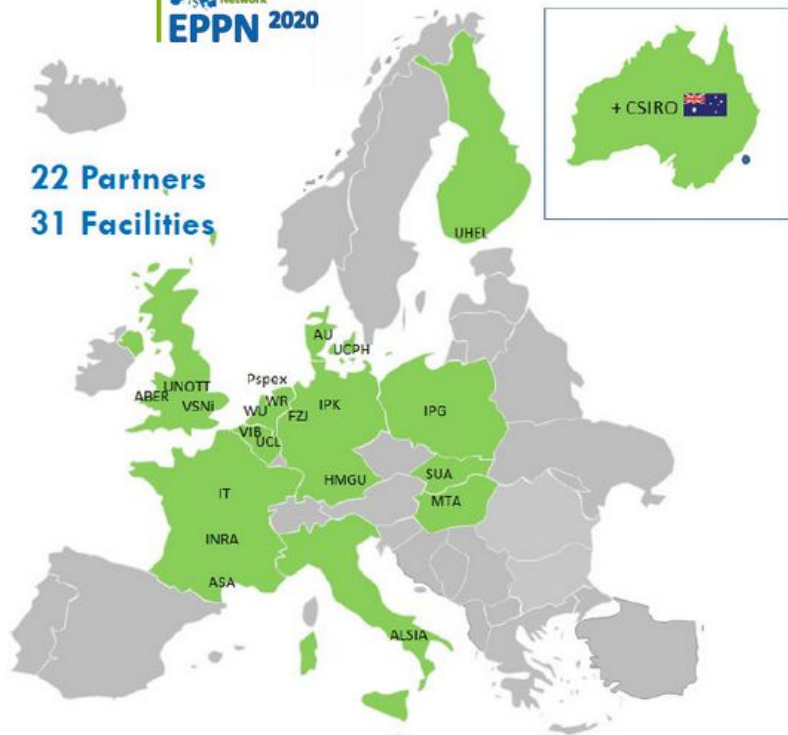 Network
EPPN 2020
+ CSIRO
22 Partners
31 Facilities
UHEL
AU
UCPH
Pspex
UNOTT
ABER
VSNi
WU
WR
FZJ
IPK
IPG
VIB
UCL
HMGU
SUA
MTA
IT
INRA
ASA
ALSIA